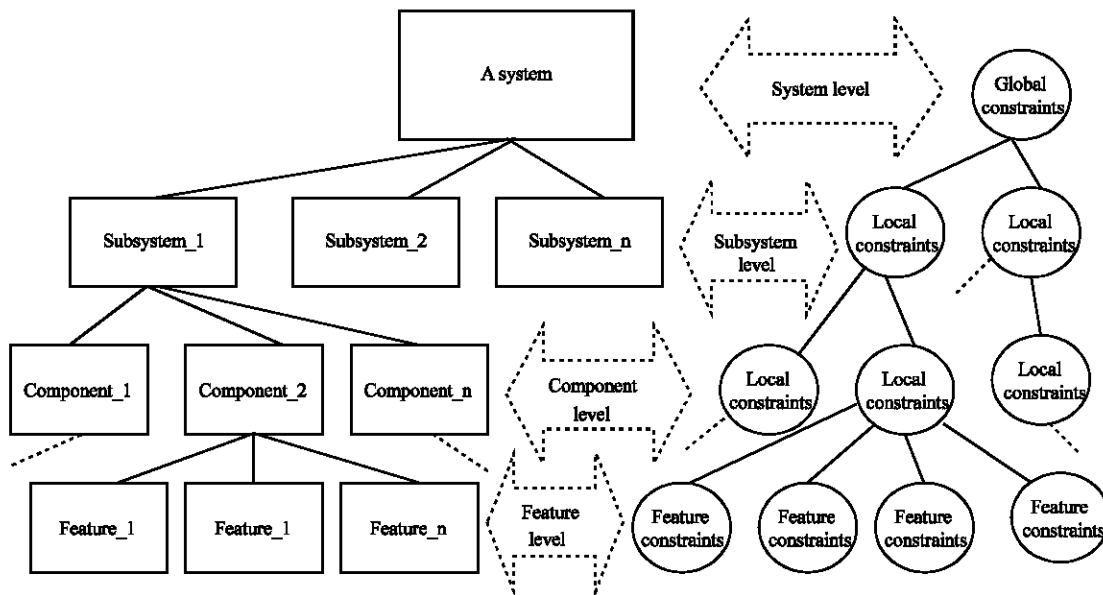 A system
System level
Global
constraints
Subsystem_1
Subsystem_2
Subsystem_n
Subsystem
level
Local
constraints
Local
constraints
Component_1
Component_2
Component_n
Component
level
Local
constraints
Local
constraints
Local
constraints
Feature_1
Feature_1
Feature_n
Feature
level
Feature
constraints
Feature
constraints
Feature
constraints
Feature
constraints